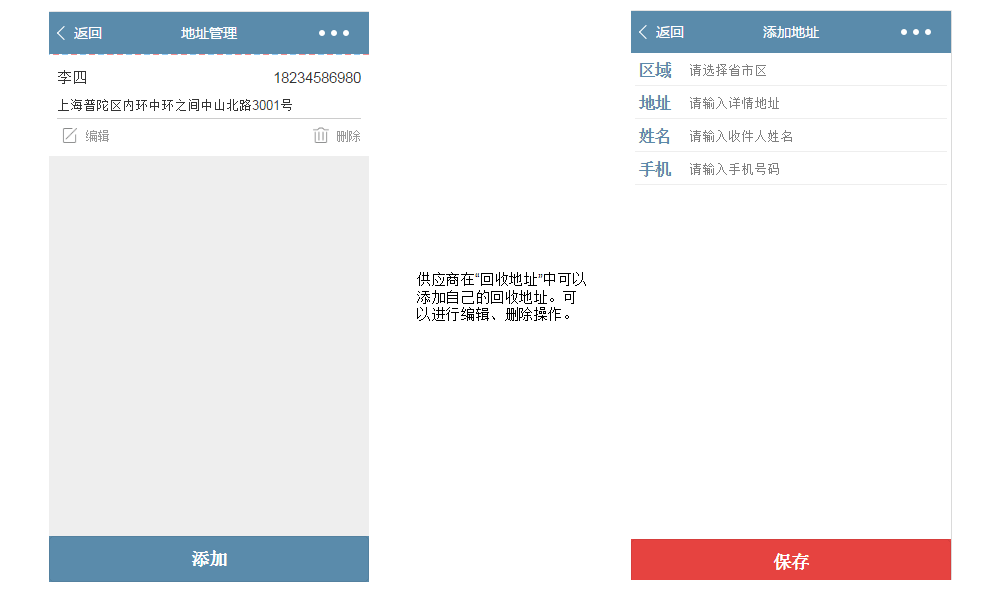 返回 地址管理
李四 18234586980
上海普陀区内环中环之间中山北路3001号
编辑 删除
添加
供应商在“回收地址”中可以
添加自己的回收地址。可
以进行编辑、删除操作。
返回 添加地址
区域 请选择省市区
地址 请输入详情地址
姓名 请输入收件人姓名
手机 请输入手机号码
保存